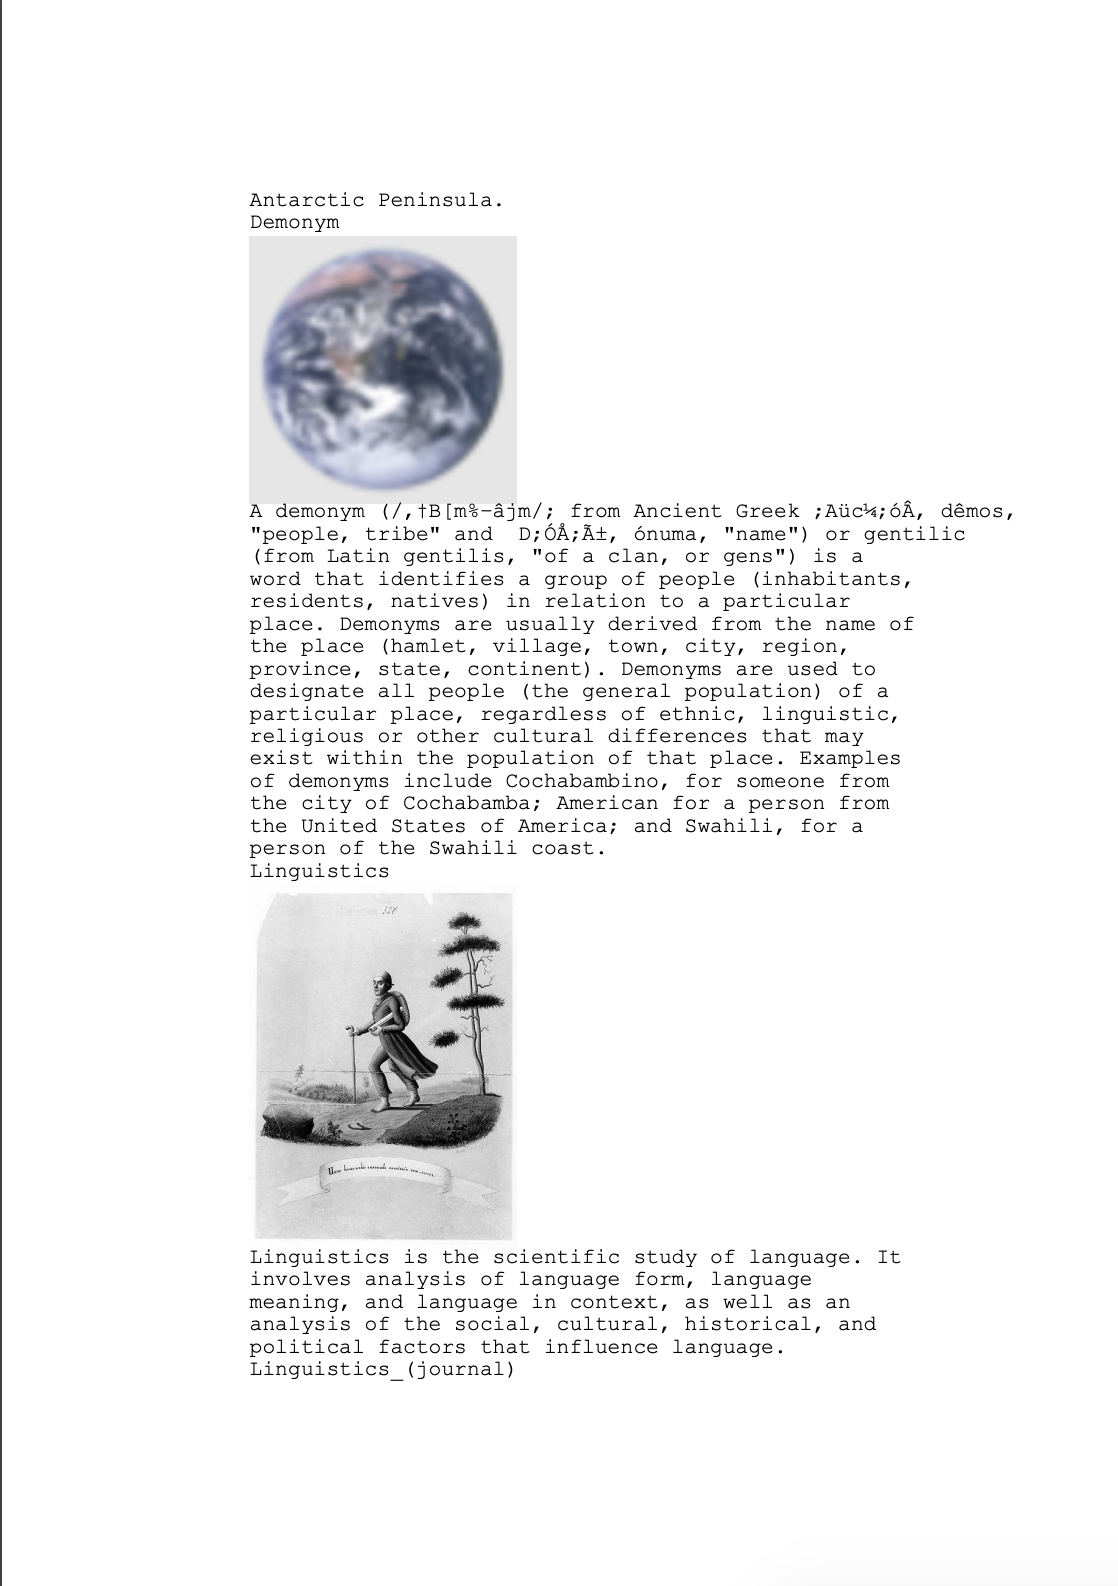 Antarctic Peninsula.
Demonym
A demonym (/,†B[m%-âjm/; from Ancient Greek ;Aüc¼;óÂ, dêmos,
"people, tribe" and  D;ÓÅ;Ã±, ónuma, "name") or gentilic
(from Latin gentilis, "of a clan, or gens") is a
word that identifies a group of people (inhabitants,
residents, natives) in relation to a particular
place. Demonyms are usually derived from the name of
the place (hamlet, village, town, city, region,
province, state, continent). Demonyms are used to
designate all people (the general population) of a
particular place, regardless of ethnic, linguistic,
religious or other cultural differences that may
exist within the population of that place. Examples
of demonyms include Cochabambino, for someone from
the city of Cochabamba; American for a person from
the United States of America; and Swahili, for a
person of the Swahili coast.
Linguistics
320
Linguistics is the scientific study of language. It
involves analysis of language form, language
meaning, and language in context, as well as an
analysis of the social, cultural, historical, and
political factors that influence language.
Linguistics_(journal)